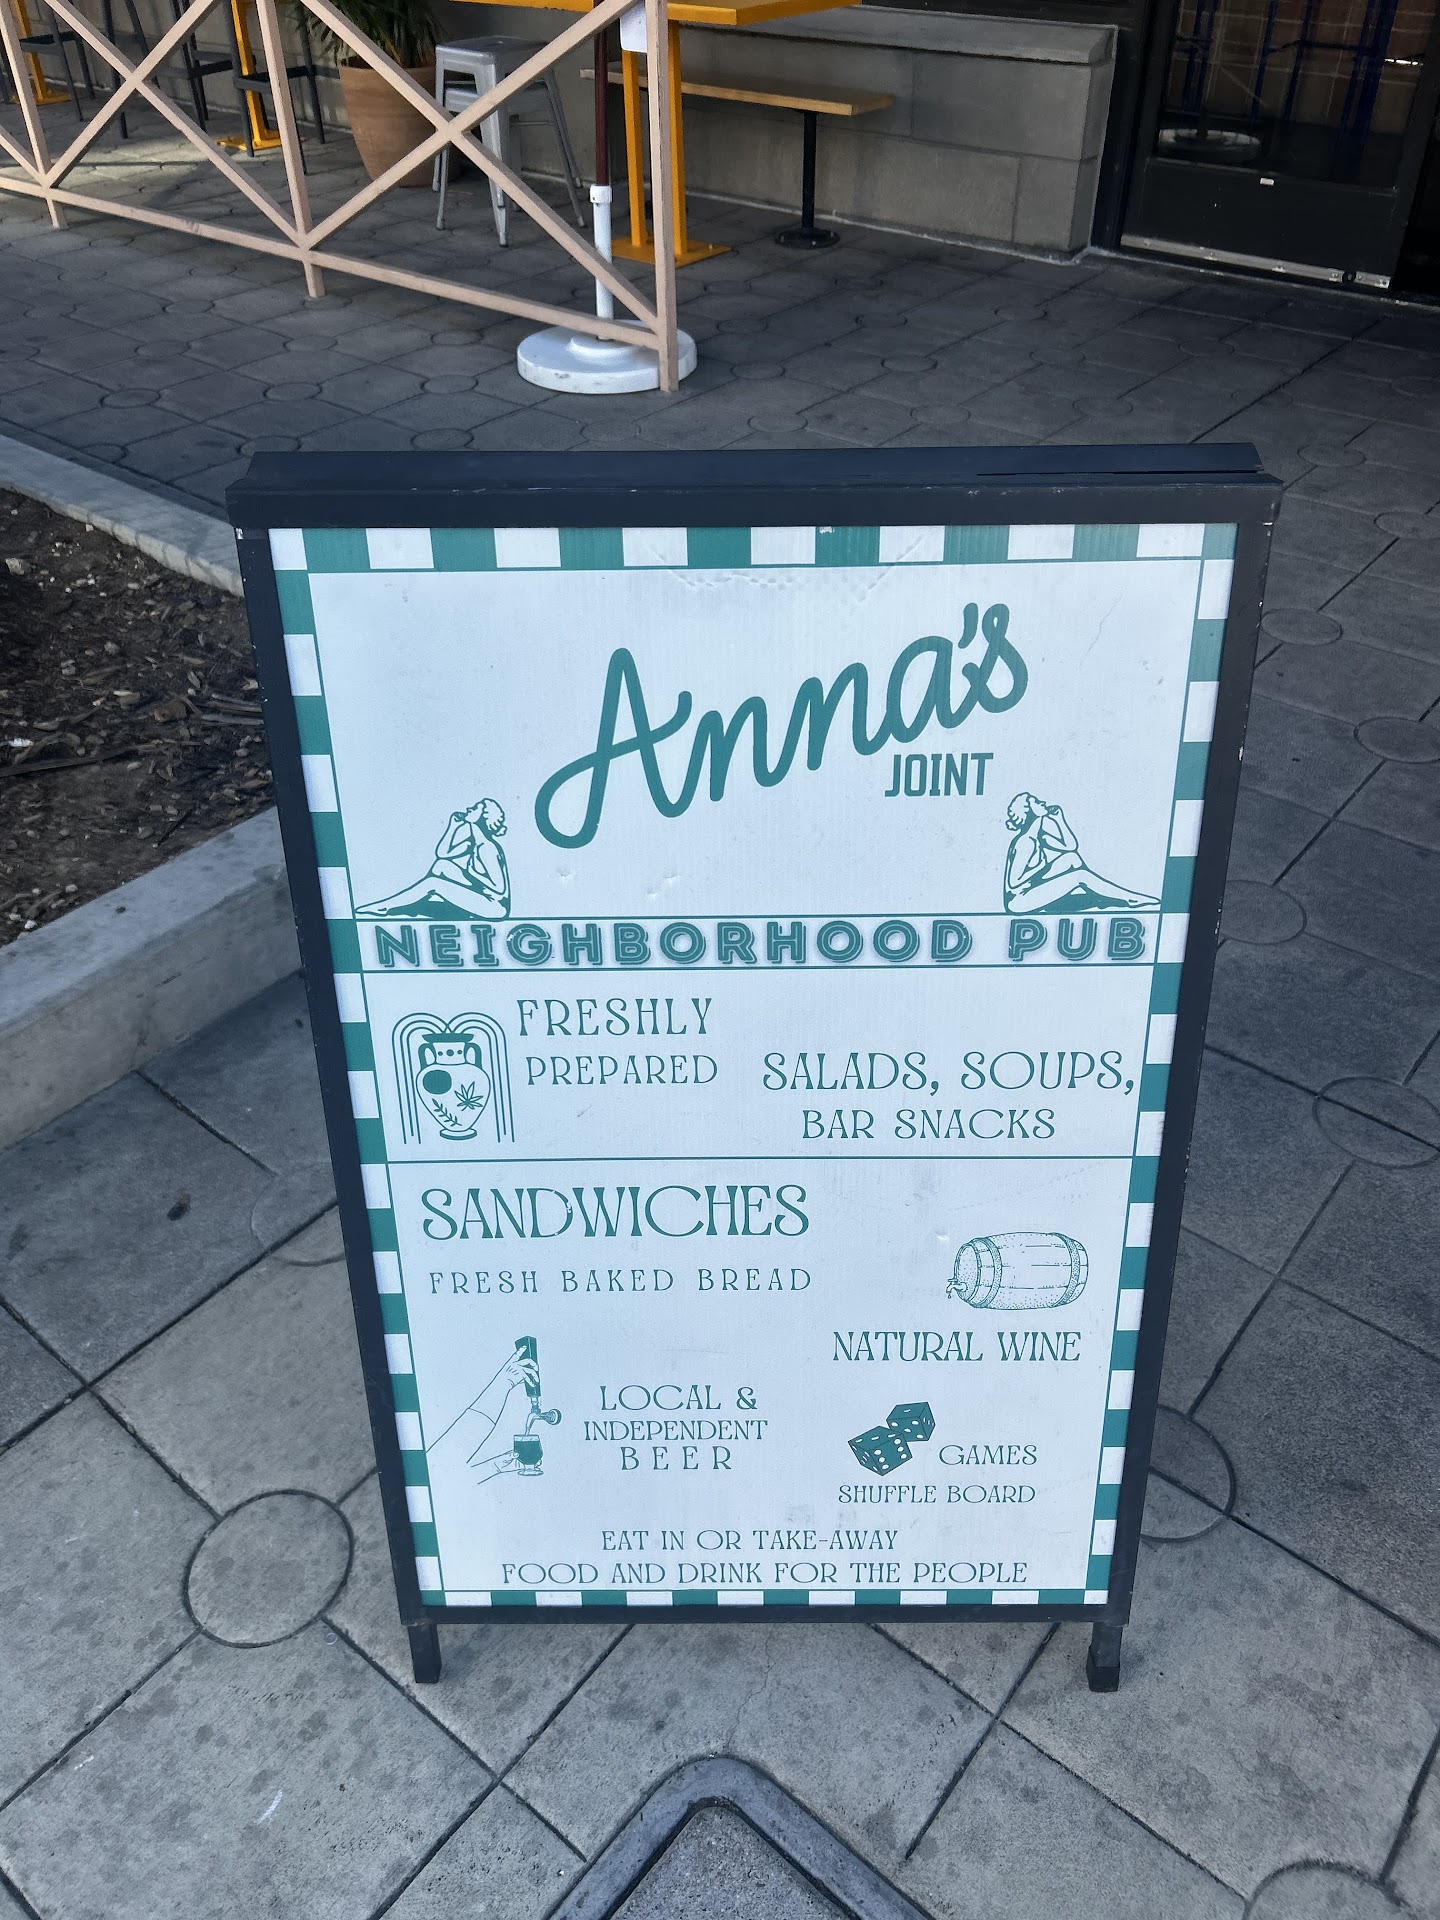 Anna's
JOINT
NEIGHBORHOOD PUB
FRESHLY
PREPARED
SALADS, SOUPS,
BAR SNACKS
SANDWICHES
FRESH BAKED BREAD
NATURAL WINE
LOCAL &
INDEPENDENT
BEER
GAMES
SHUFFLE BOARD
EAT IN OR TAKE-AWAY
FOOD AND DRINK FOR THE PEOPLE